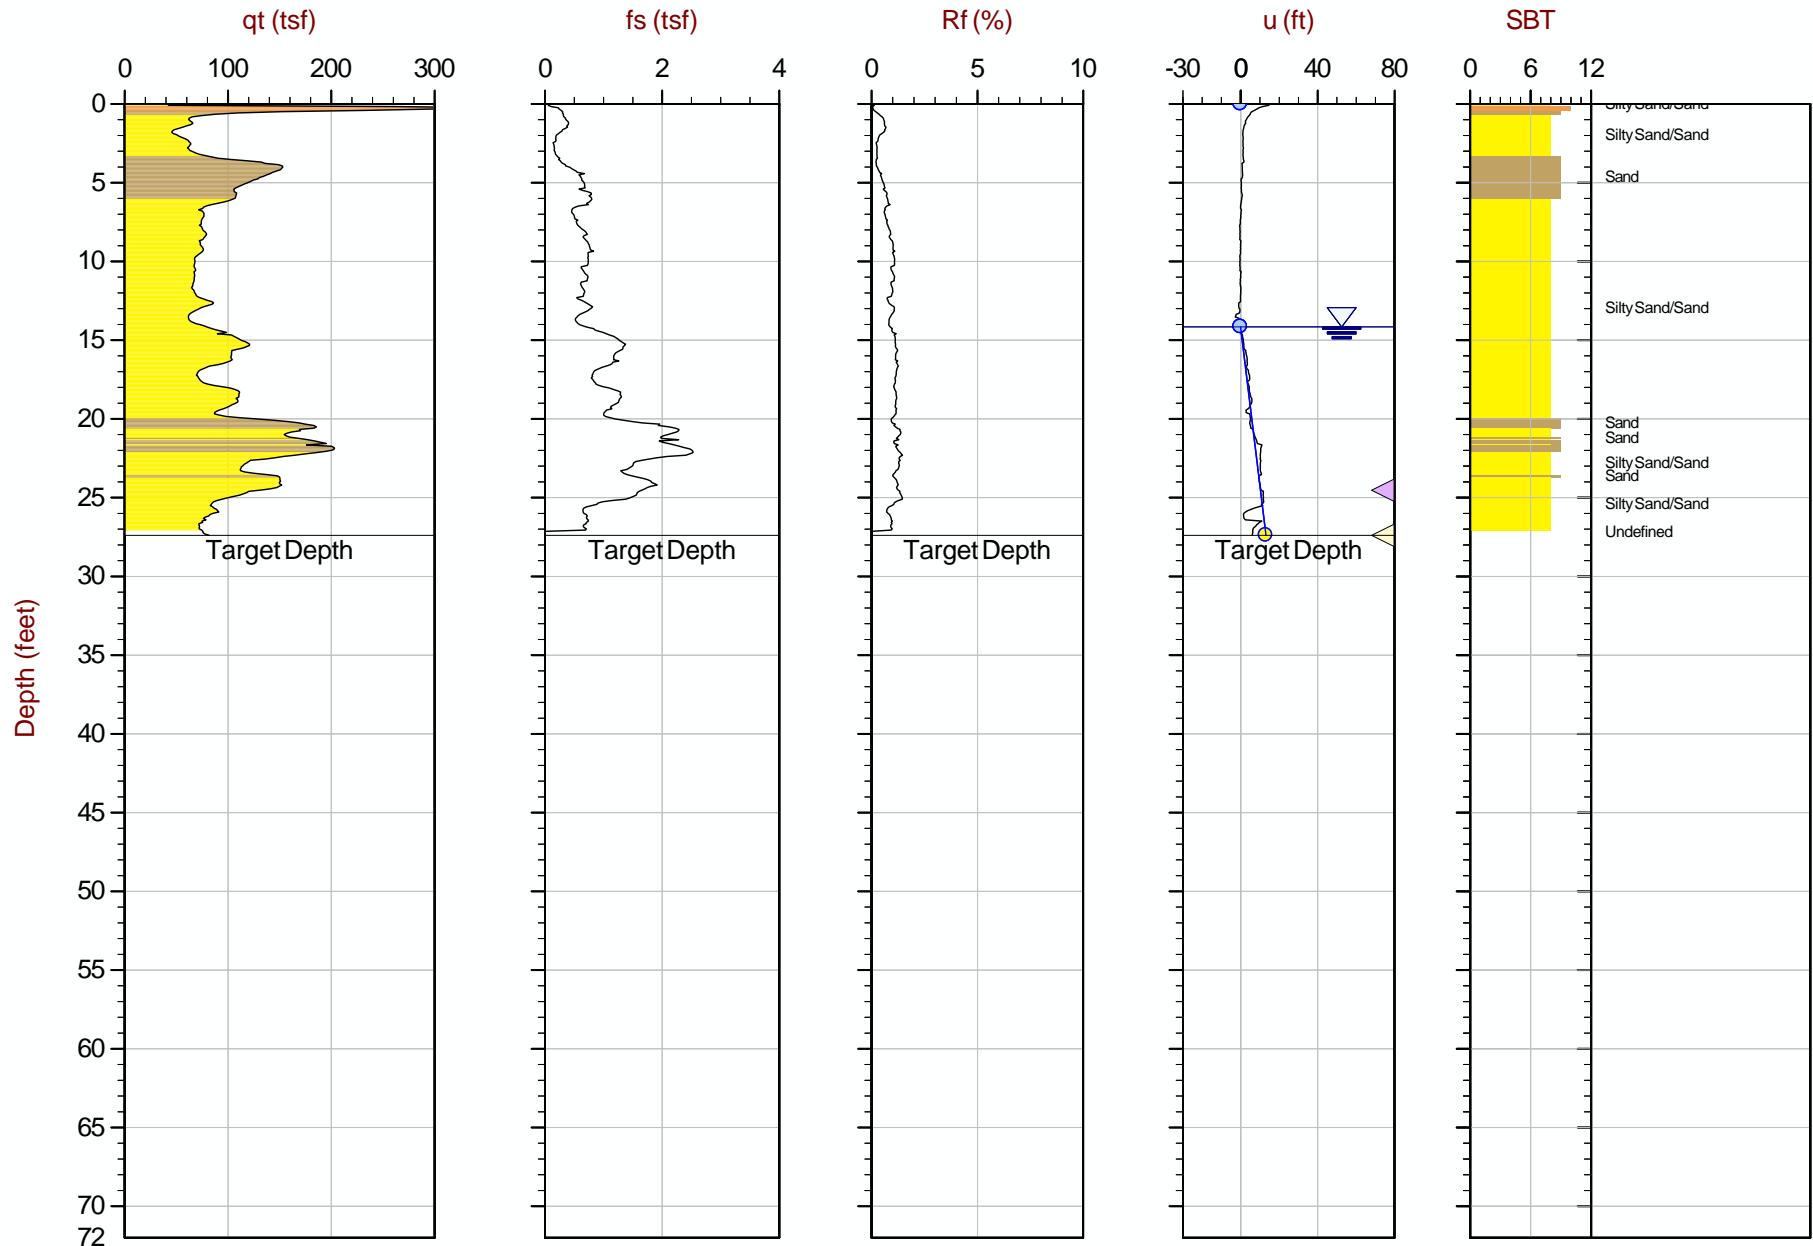 qt (tsf)
fs (tsf)
Rf (%)
u (ft)
SBT
0 100 200 300
0 2 4
0 5 10
-30 0 40 80
0 6 12
0
5
10
15
20
25
30
35
40
45
50
55
60
65
70
72
Depth (feet)
Silty Sand/Sand
Silty Sand/Sand
Sand
Silty Sand/Sand
Sand
Sand
Silty Sand/Sand
Sand
Silty Sand/Sand
Undefined
Target Depth
Target Depth
Target Depth
Target Depth